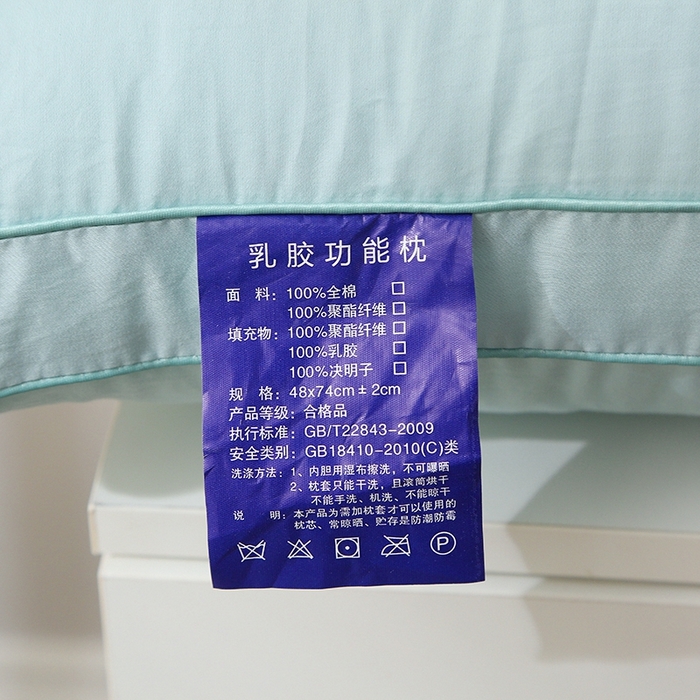 乳胶功能枕
面 料：100%全棉 □
100%聚酯纤维 □
填充物：100%聚酯纤维 □
100%乳胶 □
100%决明子 □
规 格：48x74cm±2cm
产品等级：合格品
执行标准：GB/T22843-2009
安全类别：GB18410-2010(C)类
洗涤方法：1、内胆用湿布擦洗，不可曝晒
2、枕套只能干洗，且滚筒烘干
不能手洗、机洗、不能晾干
说 明：本产品为需加枕套才可以使用的
枕芯、常晾晒、贮存是防潮防霉
P